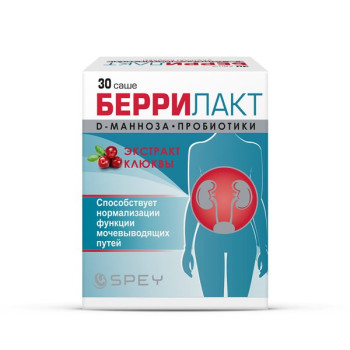 30 саше
БЕРРИЛАКТ
D-МАННОЗА • ПРОБИОТИКИ
ЭКСТРАКТ
КЛЮКВЫ
Способствует
нормализации
функции
мочевыводящих
путей
SPEY